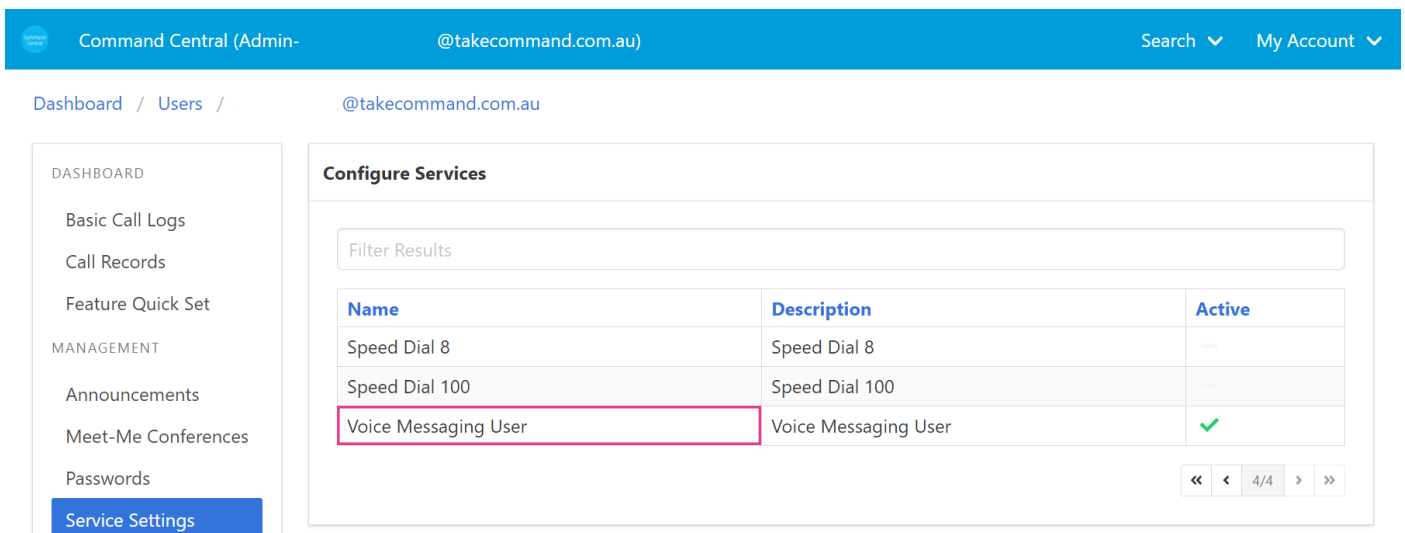 Command Central
Command Central (Admin- @takecommand.com.au)
Search
My Account
Dashboard / Users / @takecommand.com.au
DASHBOARD
Basic Call Logs
Call Records
Feature Quick Set
MANAGEMENT
Announcements
Meet-Me Conferences
Passwords
Service Settings
Configure Services
Filter Results
Name Description Active
Speed Dial 8 Speed Dial 8
Speed Dial 100 Speed Dial 100
Voice Messaging User Voice Messaging User
4/4